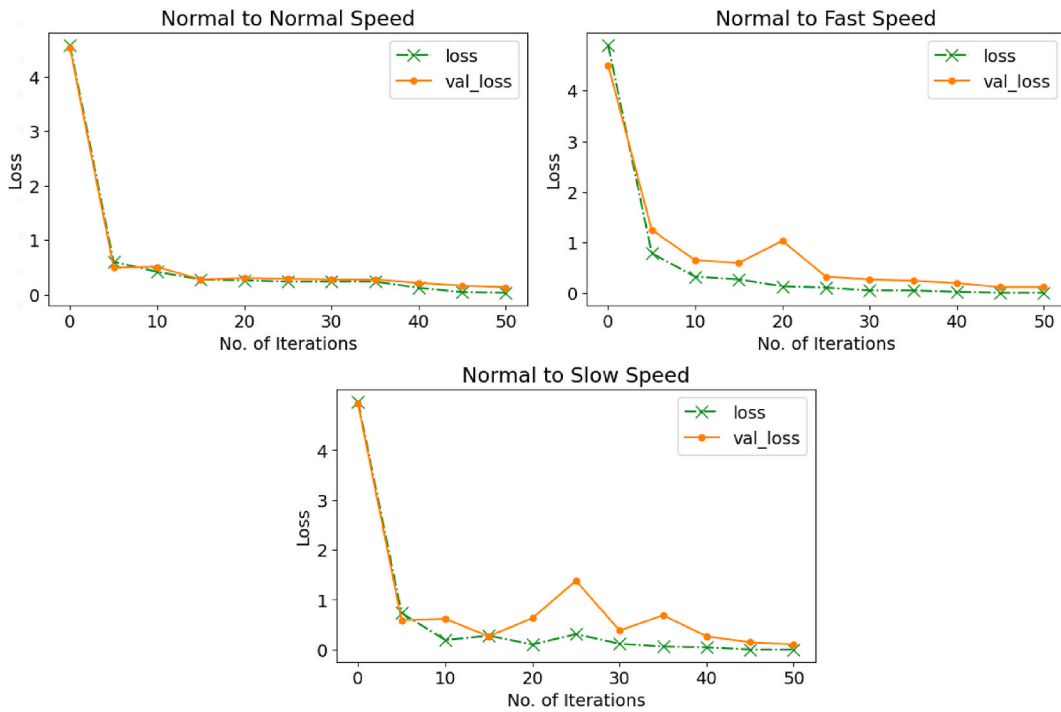 Normal to Normal Speed
loss
val_loss
4
3
2
1
0
Loss
0 10 20 30 40 50
No. of Iterations
Normal to Fast Speed
loss
val_loss
4
3
2
1
0
Loss
0 10 20 30 40 50
No. of Iterations
Normal to Slow Speed
loss
val_loss
4
3
2
1
0
Loss
0 10 20 30 40 50
No. of Iterations